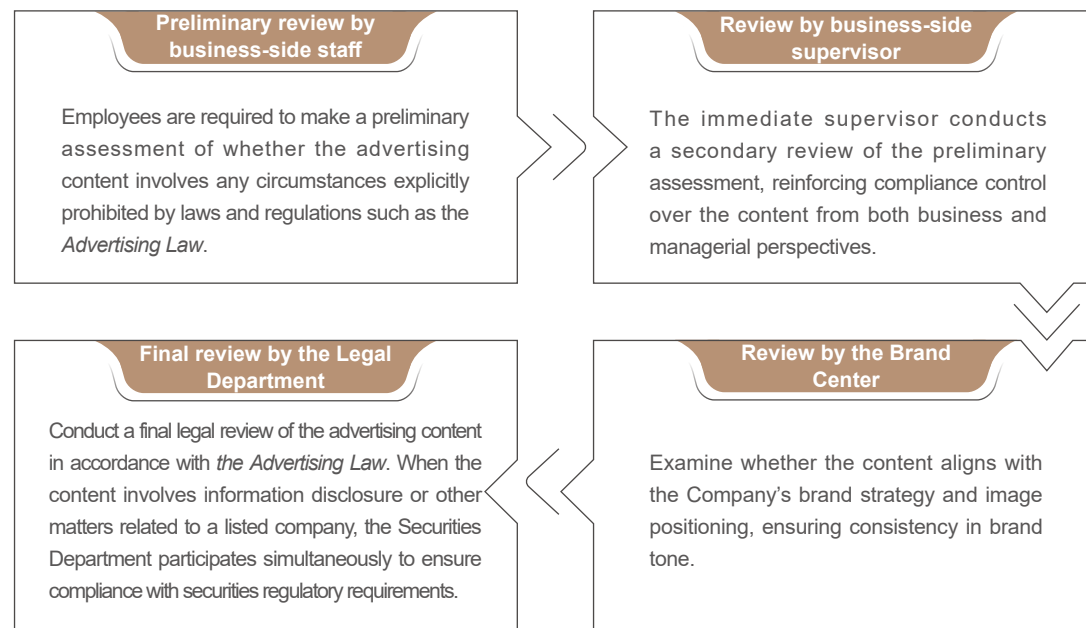 Preliminary review by
business-side staff
Employees are required to make a preliminary
assessment of whether the advertising
content involves any circumstances explicitly
prohibited by laws and regulations such as the
Advertising Law.
Review by business-side
supervisor
The immediate supervisor conducts
a secondary review of the preliminary
assessment, reinforcing compliance control
over the content from both business and
managerial perspectives.
Review by the Brand
Center
Examine whether the content aligns with
the Company’s brand strategy and image
positioning, ensuring consistency in brand
tone.
Final review by the Legal
Department
Conduct a final legal review of the advertising content
in accordance with the Advertising Law. When the
content involves information disclosure or other
matters related to a listed company, the Securities
Department participates simultaneously to ensure
compliance with securities regulatory requirements.